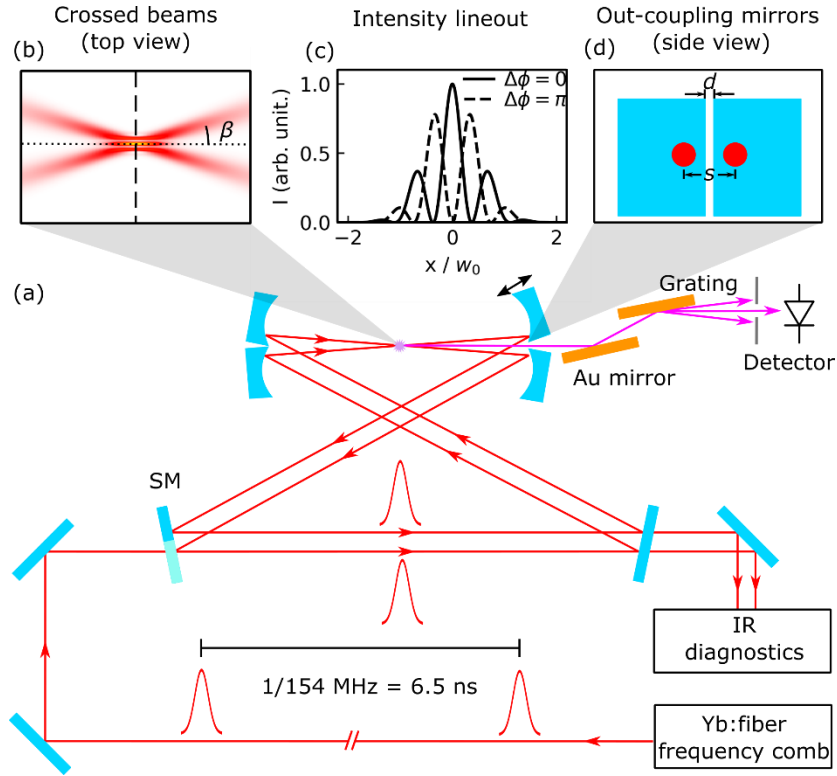 Crossed beams
(top view)
(b)
β
Intensity lineout
(c)
Δϕ = 0
Δϕ = π
I (arb. unit.)
1.0
0.5
0.0
−2
0
2
x / w₀
Out-coupling mirrors
(side view)
(d)
d
s
(a)
Grating
Au mirror
Detector
SM
IR
diagnostics
1/154 MHz = 6.5 ns
Yb:fiber
frequency comb